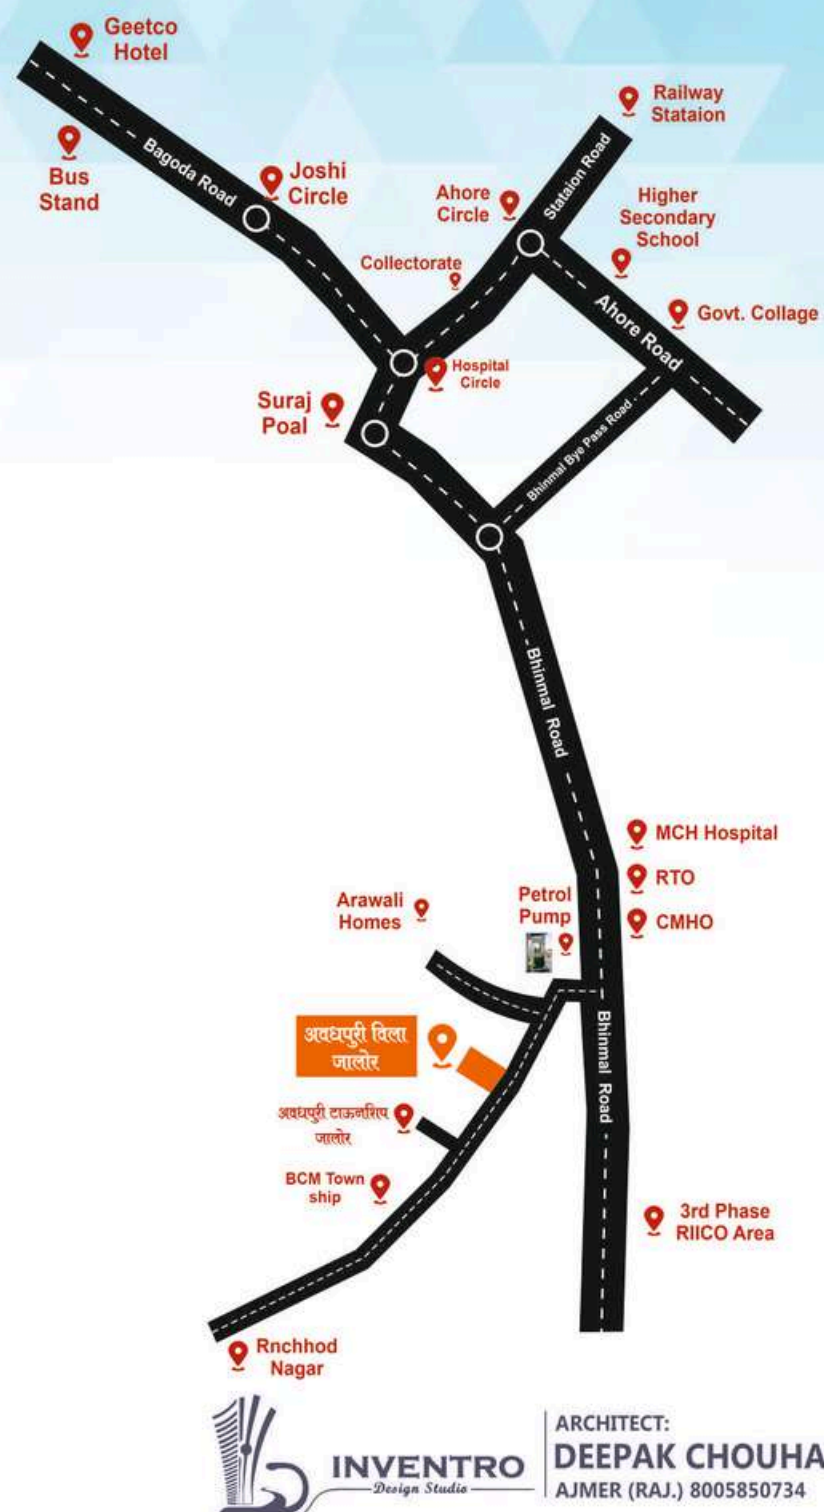 Geetco
Hotel
Railway
Stataion
Bus
Stand
Bagoda Road
Joshi
Circle
Ahore
Circle
Stataion Road
Higher
Secondary
School
Collectorate
Ahore Road
Govt. Collage
Hospital
Circle
Suraj
Poal
Bhinmal Bye Pass Road
Bhinmal Road
MCH Hospital
RTO
CMHO
Arawali
Homes
Petrol
Pump
अवधपुरी विला
जालोर
Bhinmal Road
अवधपुरी टाऊनशिप
जालोर
BCM Town
ship
3rd Phase
RIICO Area
Rnchhod
Nagar
INVENTRO
Design Studio
ARCHITECT:
DEEPAK CHOUHA
AJMER (RAJ.) 8005850734